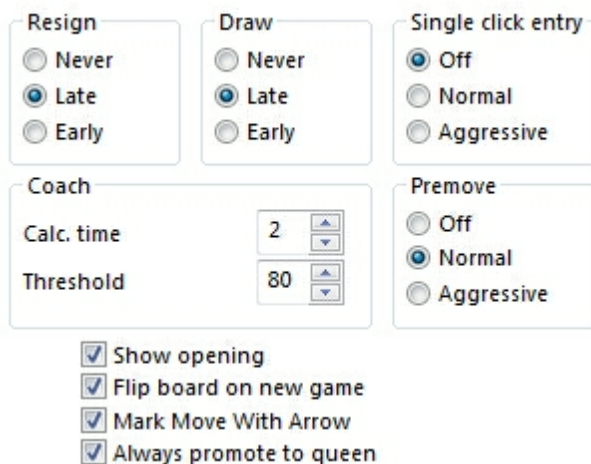 Resign
Never
Late
Early
Draw
Never
Late
Early
Single click entry
Off
Normal
Aggressive
Coach
Calc. time 2
Threshold 80
Premove
Off
Normal
Aggressive
Show opening
Flip board on new game
Mark Move With Arrow
Always promote to queen